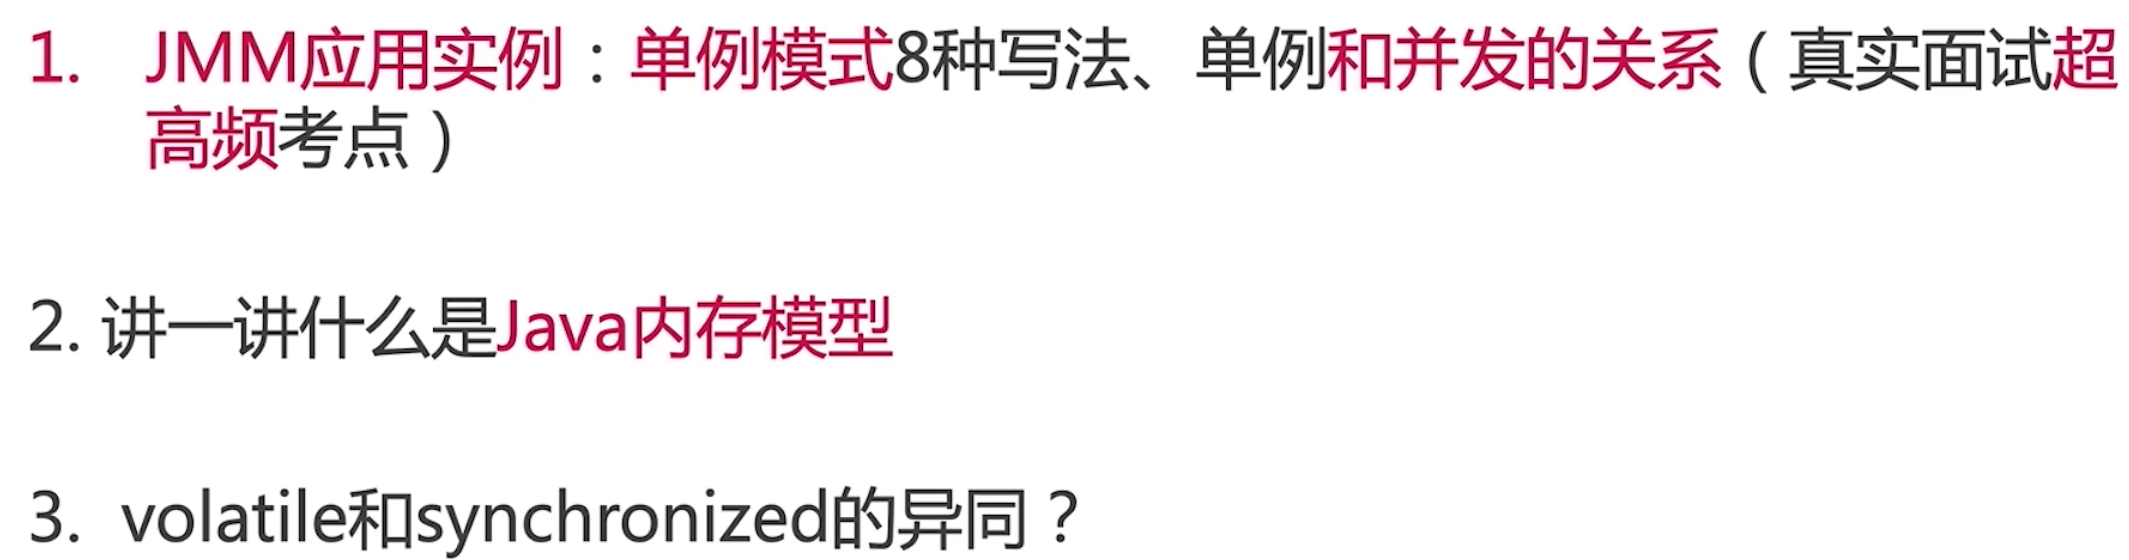 1. JMM应用实例：单例模式8种写法、单例和并发的关系（真实面试超
高频考点）
2. 讲一讲什么是Java内存模型
3. volatile和synchronized的异同？